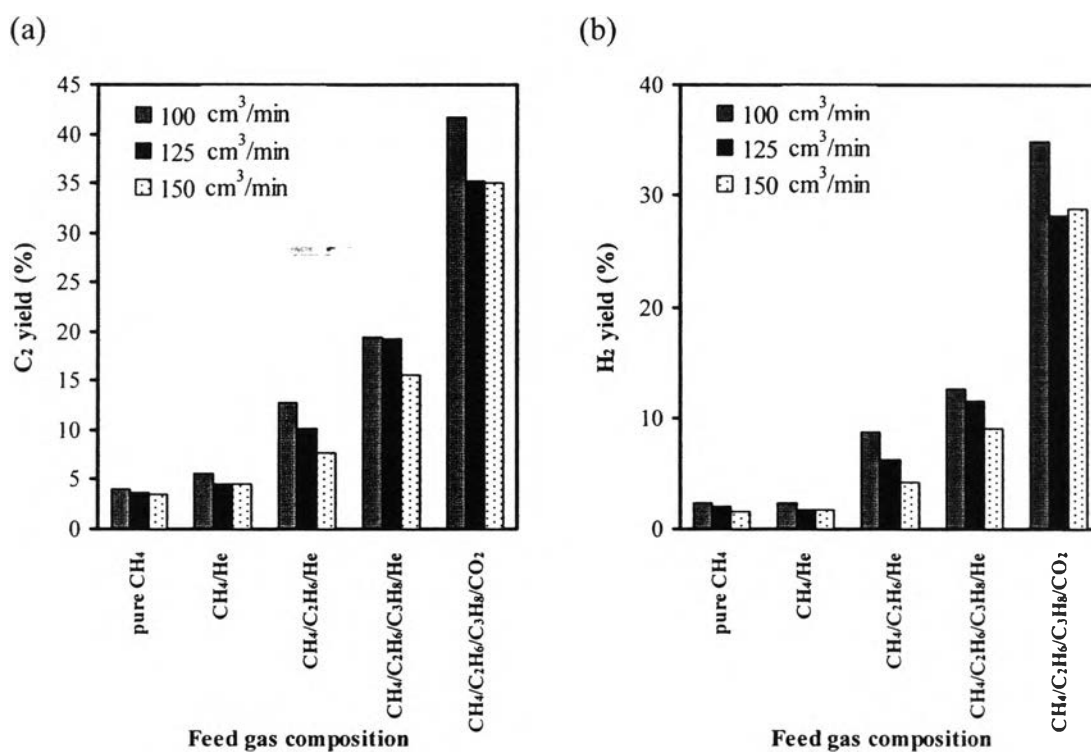 (a)
C₂ yield (%)
45
40
35
30
25
20
15
10
5
0
100 cm³/min
125 cm³/min
150 cm³/min
pure CH₄
CH₄/He
CH₄/C₂H₆/He
CH₄/C₂H₆/C₃H₈/He
CH₄/C₂H₆/C₃H₈/CO₂
Feed gas composition
(b)
H₂ yield (%)
40
30
20
10
0
100 cm³/min
125 cm³/min
150 cm³/min
pure CH₄
CH₄/He
CH₄/C₂H₆/He
CH₄/C₂H₆/C₃H₈/He
CH₄/C₂H₆/C₃H₈/CO₂
Feed gas composition